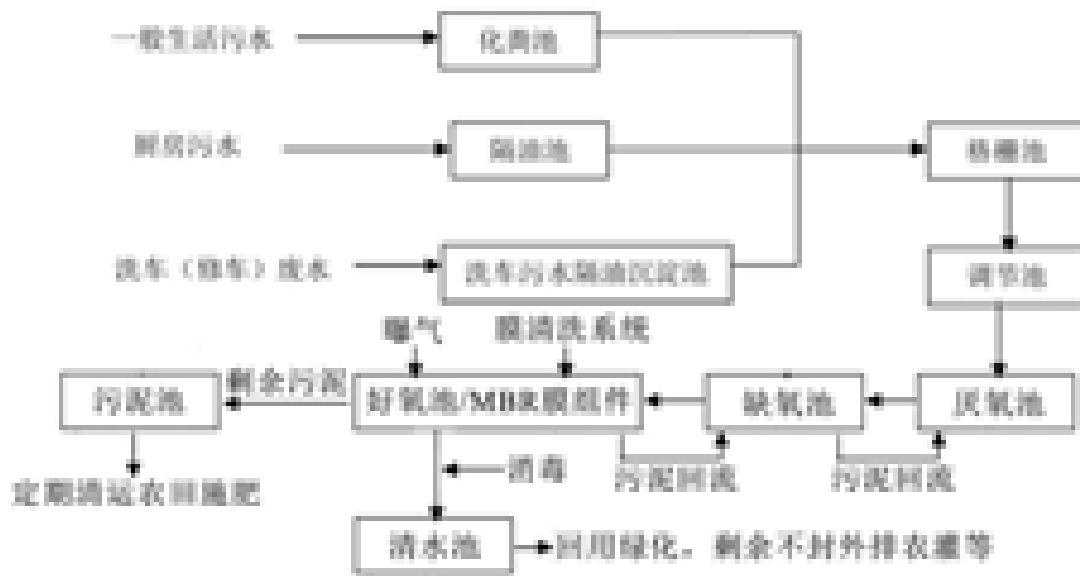 一般生活污水
化粪池
厨房污水
隔油池
格栅池
洗车（修车）废水
洗车污水隔油沉淀池
调节池
曝气
膜清洗系统
污泥池
剩余污泥
好氧池/MBR膜组件
缺氧池
厌氧池
消毒
污泥回流
污泥回流
定期清运农田施肥
清水池
回用绿化，剩余不封外排农灌等